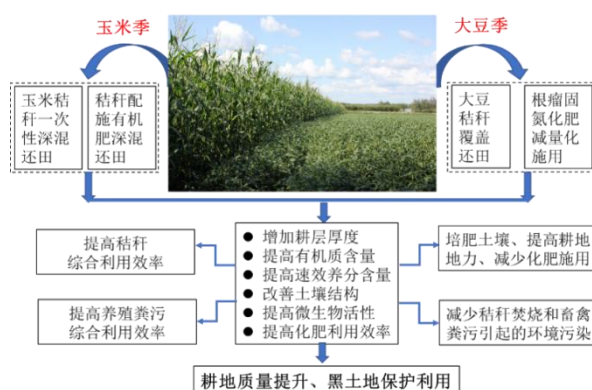 玉米季
大豆季
玉米秸
秆一次
性深混
还田
秸秆配
施有机
肥深混
还田
大豆
秸秆
覆盖
还田
根瘤固
氮化肥
减量化
施用
提高秸秆
综合利用效率
提高养殖粪污
综合利用效率
● 增加耕层厚度
● 提高有机质含量
● 提高速效养分含量
● 改善土壤结构
● 提高微生物活性
● 提高化肥利用效率
培肥土壤、提高耕地
地力、减少化肥施用
减少秸秆焚烧和畜禽
粪污引起的环境污染
耕地质量提升、黑土地保护利用